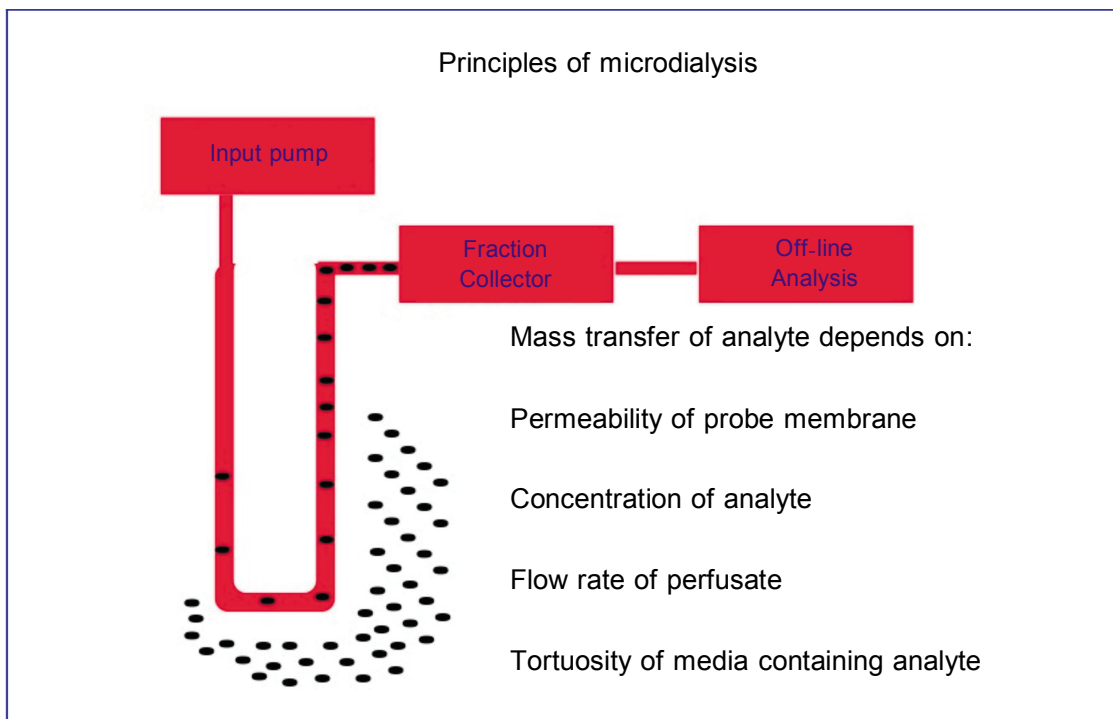 Principles of microdialysis
Input pump
Fraction
Collector
Off-line
Analysis
Mass transfer of analyte depends on:
Permeability of probe membrane
Concentration of analyte
Flow rate of perfusate
Tortuosity of media containing analyte